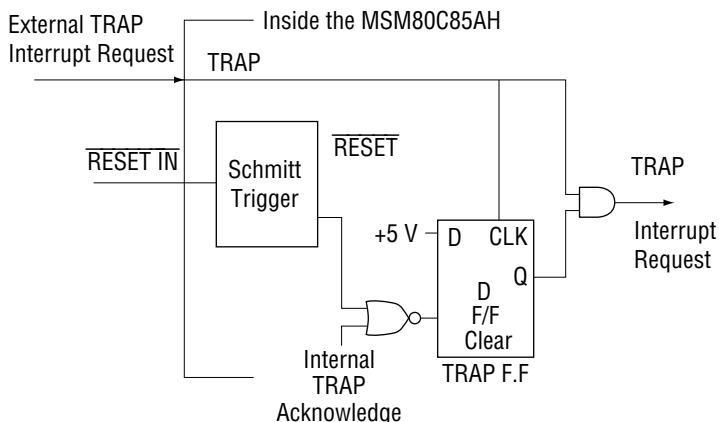 External TRAP
Interrupt Request
Inside the MSM80C85AH
TRAP
RESET IN
Schmitt
Trigger
RESET
TRAP
Interrupt
Request
+5 V
D
CLK
Q
D
F/F
Clear
TRAP F.F
Internal
TRAP
Acknowledge